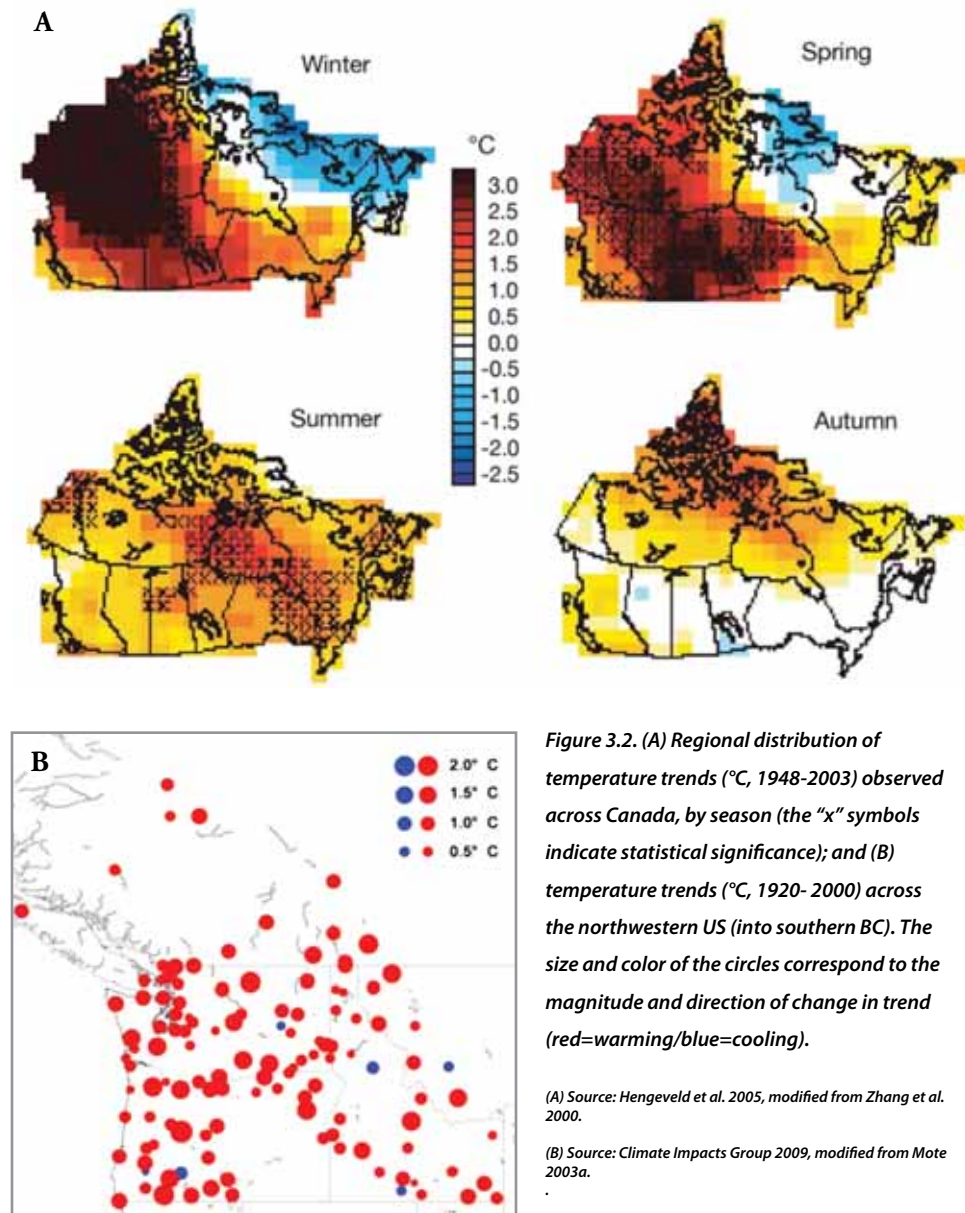 A
Winter
Spring
°C
3.0
2.5
2.0
1.5
1.0
0.5
0.0
-0.5
-1.0
-1.5
-2.0
-2.5
Summer
Autumn
B
2.0° C
1.5° C
1.0° C
0.5° C
Figure 3.2. (A) Regional distribution of
temperature trends (°C, 1948-2003) observed
across Canada, by season (the “x” symbols
indicate statistical significance); and (B)
temperature trends (°C, 1920- 2000) across
the northwestern US (into southern BC). The
size and color of the circles correspond to the
magnitude and direction of change in trend
(red=warming/blue=cooling).
(A) Source: Hengeveld et al. 2005, modified from Zhang et al.
2000.
(B) Source: Climate Impacts Group 2009, modified from Mote
2003a.
.